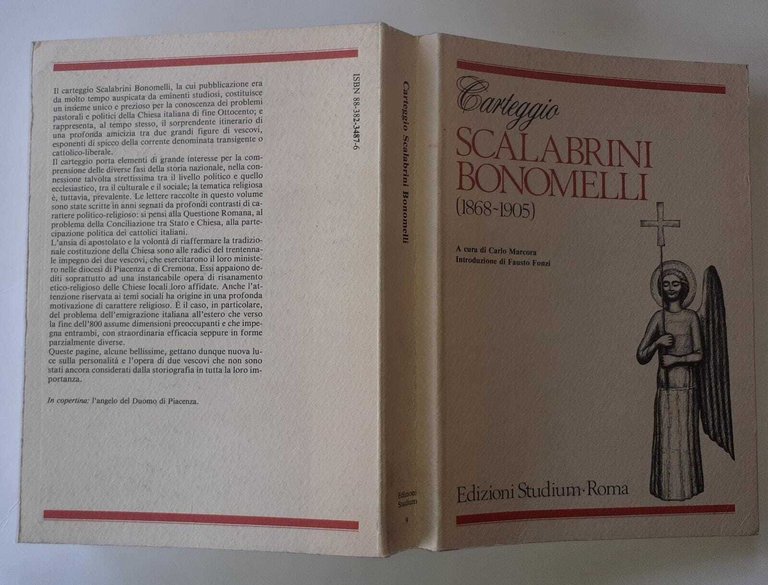 Il carteggio Scalabrini Bonomelli, la cui pubblicazione era
da molto tempo auspicata da eminenti studiosi, costituisce
un insieme unico e prezioso per la conoscenza dei problemi
pastorali e politici della Chiesa italiana di fine Ottocento; e
rappresenta, al tempo stesso, il sorprendente itinerario di
una profonda amicizia tra due grandi figure di vescovi,
esponenti di spicco della corrente denominata transigente o
cattolico-liberale.
Il carteggio porta elementi di grande interesse per la com-
prensione delle diverse fasi della storia nazionale, nella con-
nessione talvolta strettissima tra il livello politico e quello
ecclesiastico, tra il culturale e il sociale; la tematica religiosa
è, tuttavia, prevalente. Le lettere raccolte in questo volume
sono state scritte in anni segnati da profondi contrasti di ca-
rattere politico-religioso: si pensi alla Questione Romana, al
problema della Conciliazione tra Stato e Chiesa, alla parte-
cipazione politica dei cattolici italiani.
L'ansia di apostolato e la volontà di riaffermare la tradizio-
nale costituzione della Chiesa sono alle radici del trentenna-
le impegno dei due vescovi, che esercitarono il loro ministe-
ro nelle diocesi di Piacenza e di Cremona. Essi appaiono de-
diti soprattutto ad una instancabile opera di risanamento
etico-religioso delle Chiese locali loro affidate. Anche l'at-
tenzione riservata ai temi sociali ha origine in una profonda
motivazione di carattere religioso. È il caso, in particolare,
del problema dell'emigrazione italiana all'estero che verso
la fine dell'800 assume dimensioni preoccupanti e che impe-
gna entrambi, con straordinaria efficacia seppure in forme
parzialmente diverse.
Queste pagine, alcune bellissime, gettano dunque nuova lu-
ce sulla personalità e l'opera di due vescovi che non sono
stati ancora considerati dalla storiografia in tutta la loro im-
portanza.
In copertina: l'angelo del Duomo di Piacenza.
ISBN 88-382-3487-6
Carteggio Scalabrini Bonomelli
Edizioni
Studium
Carteggio
SCALABRINI
BONOMELLI
(1868-1905)
A cura di Carlo Marcora
Introduzione di Fausto Fonzi
Edizioni Studium·Roma